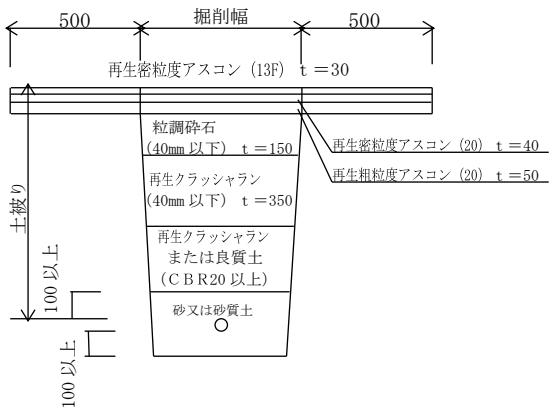 500 掘削幅 500
再生密粒度アスコン (13F) t＝30
粒調砕石
(40mm 以下) t＝150
再生密粒度アスコン (20) t＝40
再生粗粒度アスコン (20) t＝50
再生クラッシャラン
(40mm 以下) t＝350
土被り
再生クラッシャラン
または良質土
(ＣＢＲ20 以上)
100 以上
砂又は砂質土
100 以上